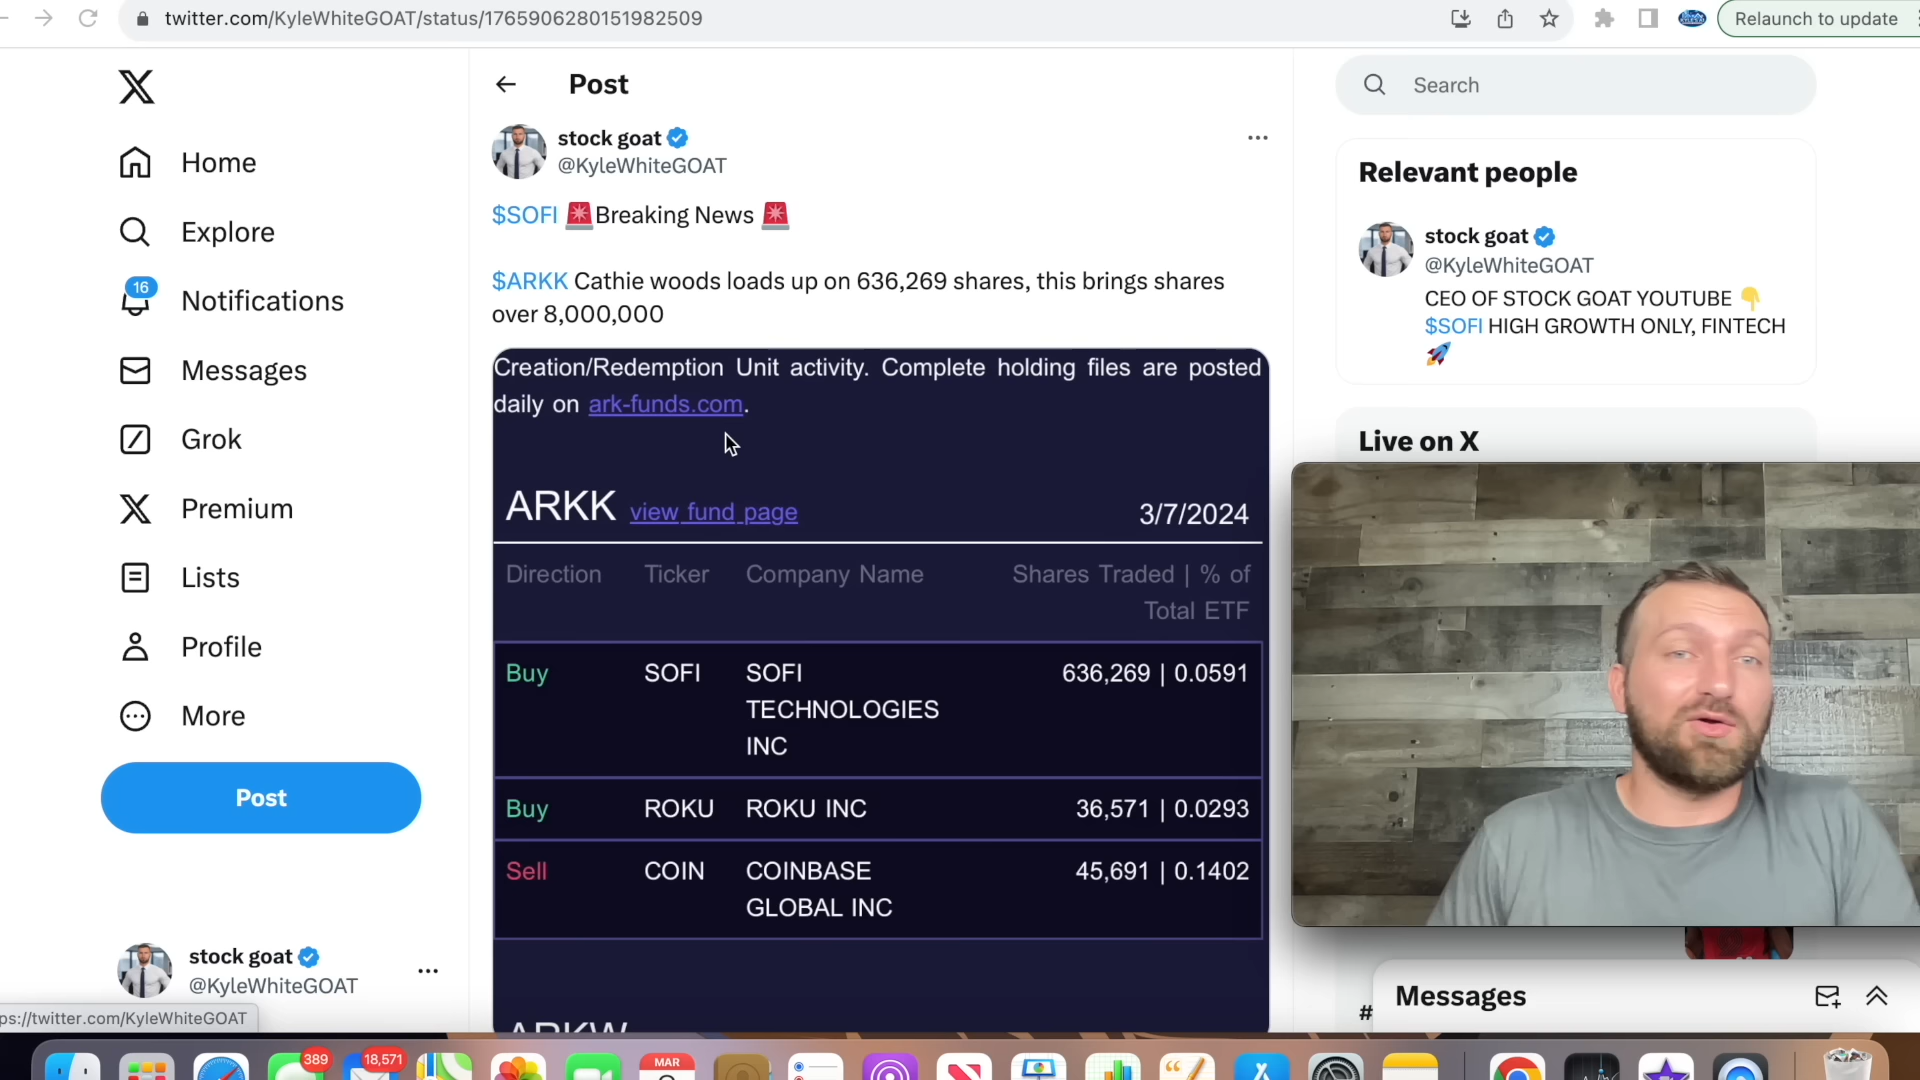 twitter.com/KyleWhiteGOAT/status/1765906280151982509
Relaunch to update
Home
Explore
16
Notifications
Messages
Grok
Premium
Lists
Profile
More
Post
stock goat
@KyleWhiteGOAT
ps://twitter.com/KyleWhiteGOAT
Post
stock goat
@KyleWhiteGOAT
$SOFI 🚨Breaking News 🚨
$ARKK Cathie woods loads up on 636,269 shares, this brings shares
over 8,000,000
Creation/Redemption Unit activity. Complete holding files are posted
daily on ark-funds.com.
ARKK view fund page 3/7/2024
Direction Ticker Company Name Shares Traded | % of
Total ETF
Buy SOFI SOFI 636,269 | 0.0591
TECHNOLOGIES
INC
Buy ROKU ROKU INC 36,571 | 0.0293
Sell COIN COINBASE 45,691 | 0.1402
GLOBAL INC
ARKW
Search
Relevant people
stock goat
@KyleWhiteGOAT
CEO OF STOCK GOAT YOUTUBE 👇
$SOFI HIGH GROWTH ONLY, FINTECH
🚀
Live on X
#
Messages
389
18,571
MAR